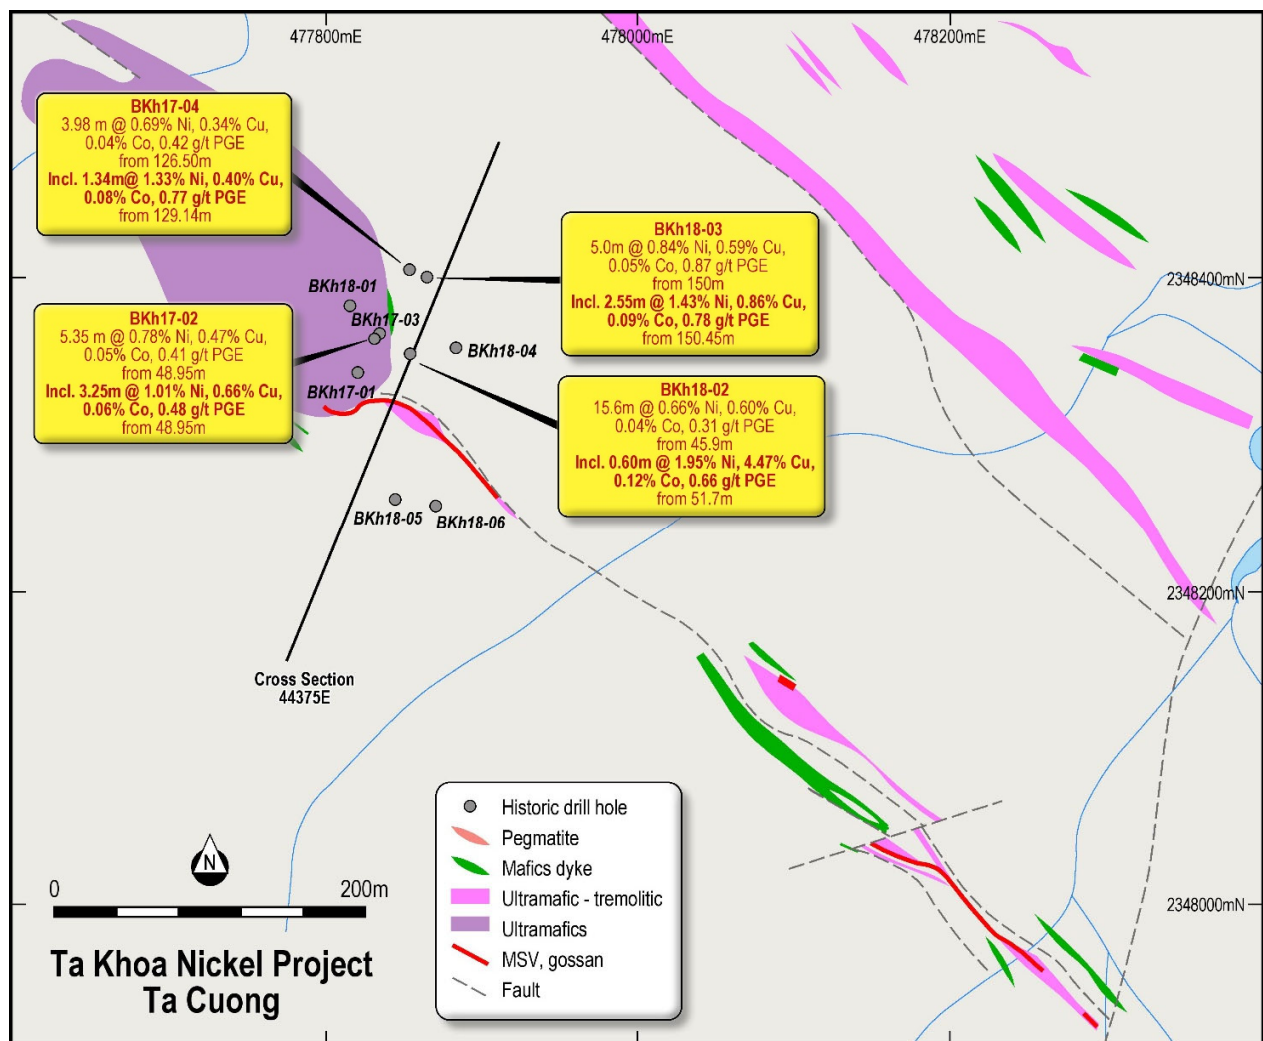 477800mE
478000mE
478200mE
BKh17-04
3.98 m @ 0.69% Ni, 0.34% Cu,
0.04% Co, 0.42 g/t PGE
from 126.50m
Incl. 1.34m@ 1.33% Ni, 0.40% Cu,
0.08% Co, 0.77 g/t PGE
from 129.14m
BKh18-03
5.0m @ 0.84% Ni, 0.59% Cu,
0.05% Co, 0.87 g/t PGE
from 150m
Incl. 2.55m @ 1.43% Ni, 0.86% Cu,
0.09% Co, 0.78 g/t PGE
from 150.45m
2348400mN
BKh18-01
BKh17-03
BKh17-02
5.35 m @ 0.78% Ni, 0.47% Cu,
0.05% Co, 0.41 g/t PGE
from 48.95m
Incl. 3.25m @ 1.01% Ni, 0.66% Cu,
0.06% Co, 0.48 g/t PGE
from 48.95m
BKh18-04
BKh17-01
BKh18-02
15.6m @ 0.66% Ni, 0.60% Cu,
0.04% Co, 0.31 g/t PGE
from 45.9m
Incl. 0.60m @ 1.95% Ni, 4.47% Cu,
0.12% Co, 0.66 g/t PGE
from 51.7m
BKh18-05
BKh18-06
2348200mN
Cross Section
44375E
Historic drill hole
Pegmatite
Mafics dyke
Ultramafic - tremolitic
Ultramafics
MSV, gossan
Fault
2348000mN
N
0
200m
Ta Khoa Nickel Project
Ta Cuong